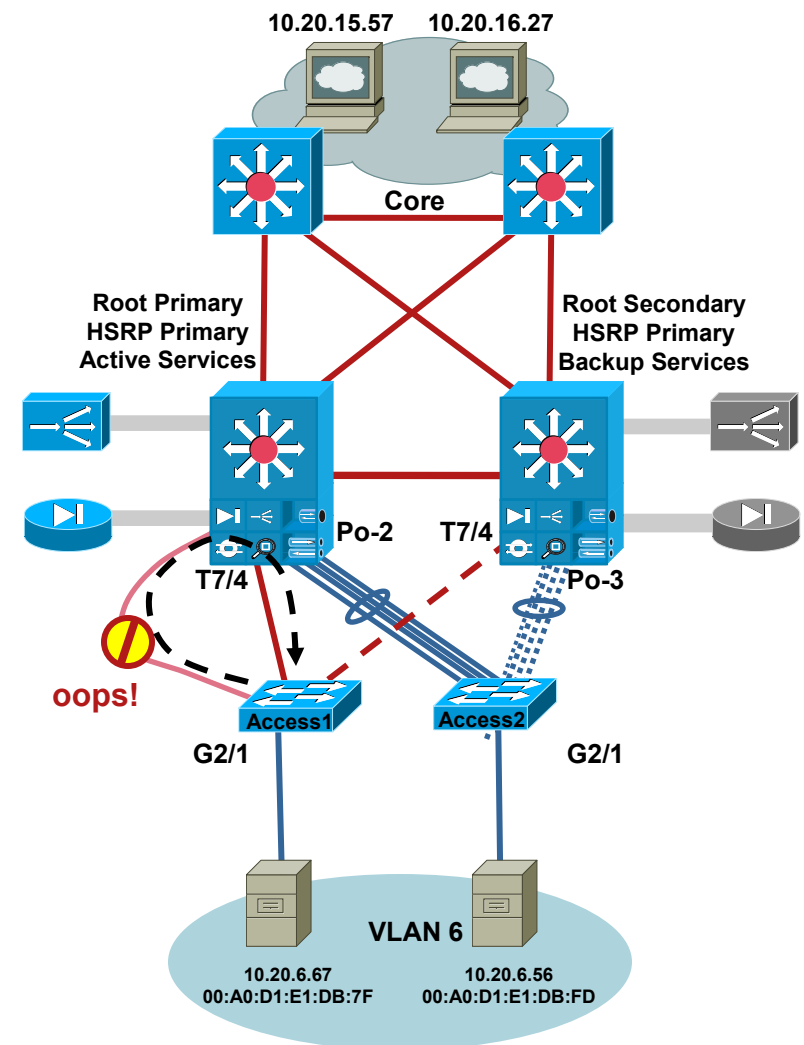 10.20.15.57
10.20.16.27
Core
Root Primary
HSRP Primary
Active Services
Root Secondary
HSRP Primary
Backup Services
Po-2
T7/4
T7/4
Po-3
oops!
Access1
Access2
G2/1
G2/1
VLAN 6
10.20.6.67
00:A0:D1:E1:DB:7F
10.20.6.56
00:A0:D1:E1:DB:FD